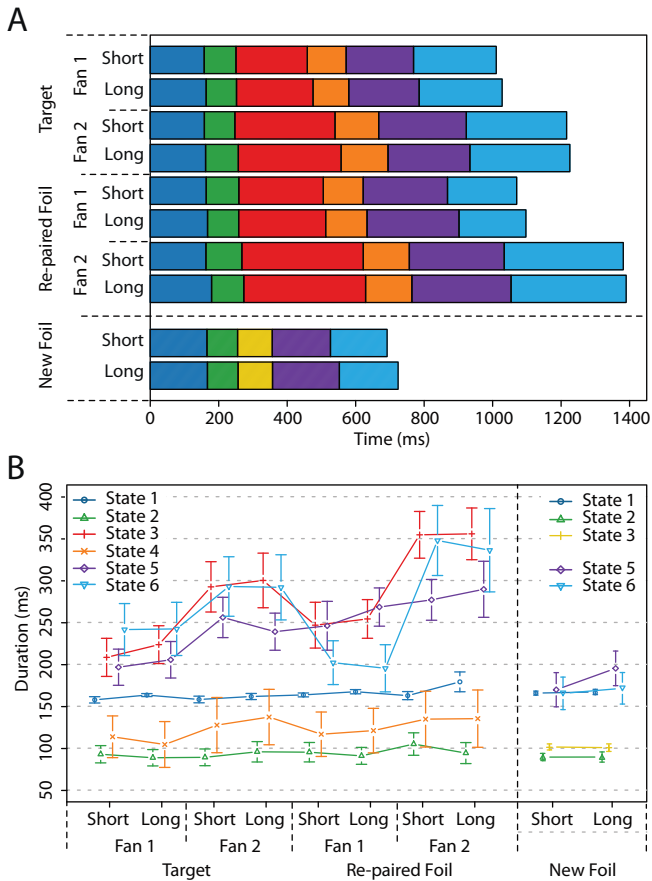 A
Target
Fan 1
Short
Long
Fan 2
Short
Long
Re-paired Foil
Fan 1
Short
Long
Fan 2
Short
Long
New Foil
Short
Long
0 200 400 600 800 1000 1200 1400
Time (ms)
B
Duration (ms)
400
350
300
250
200
150
100
50
State 1
State 2
State 3
State 4
State 5
State 6
State 1
State 2
State 3
State 5
State 6
Short Long Short Long Short Long Short Long Short Long
Fan 1 Fan 2 Fan 1 Fan 2
Target Re-paired Foil New Foil